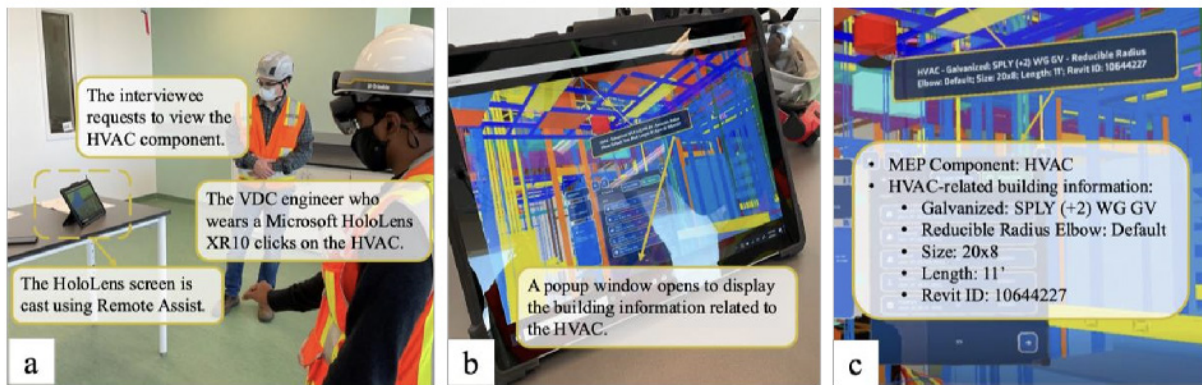 The interviewee
requests to view the
HVAC component.
The VDC engineer who
wears a Microsoft HoloLens
XR10 clicks on the HVAC.
The HoloLens screen is
cast using Remote Assist.
a
A popup window opens to display
the building information related to
the HVAC.
b
HVAC - Galvanized: SPLY (+2) WG GV - Reducible Radius
Elbow: Default; Size: 20x8; Length: 11'; Revit ID: 10644227
• MEP Component: HVAC
• HVAC-related building information:
• Galvanized: SPLY (+2) WG GV
• Reducible Radius Elbow: Default
• Size: 20x8
• Length: 11’
• Revit ID: 10644227
c